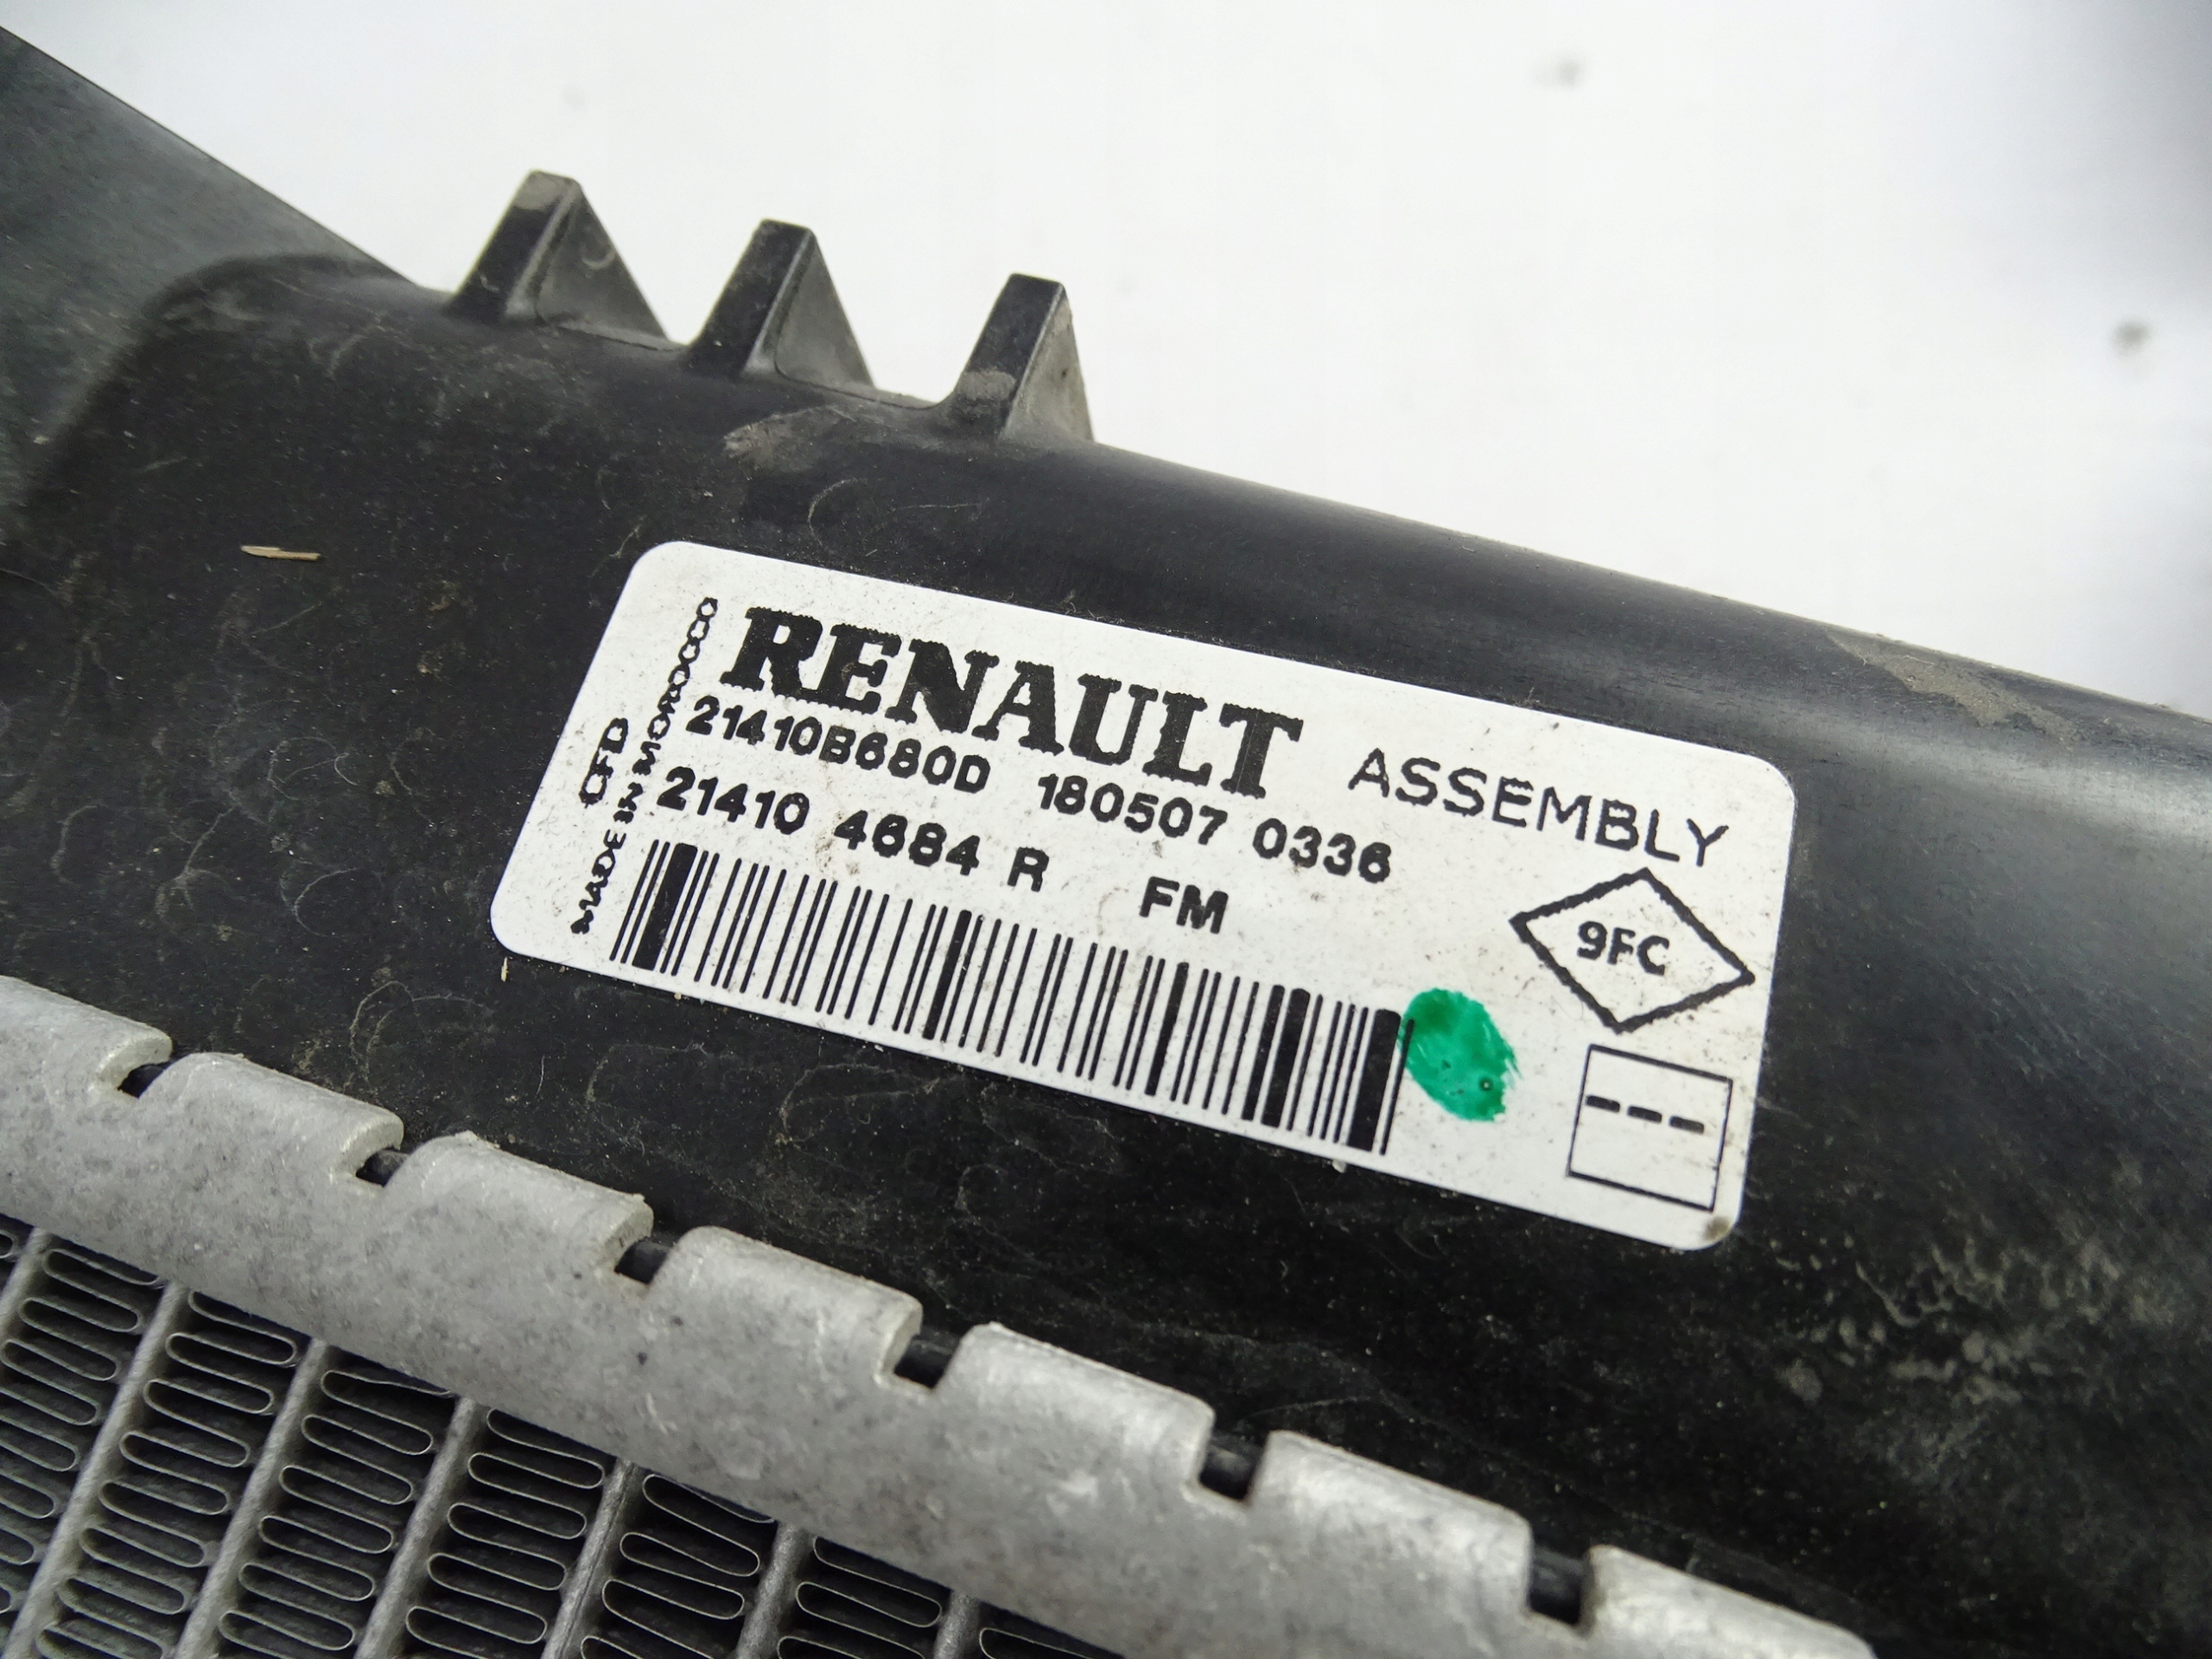 RENAULT ASSEMBLY
21410B680D 180507 0336
21410 4684 R FM
CFD
MADE IN MOROCCO
9FC
---